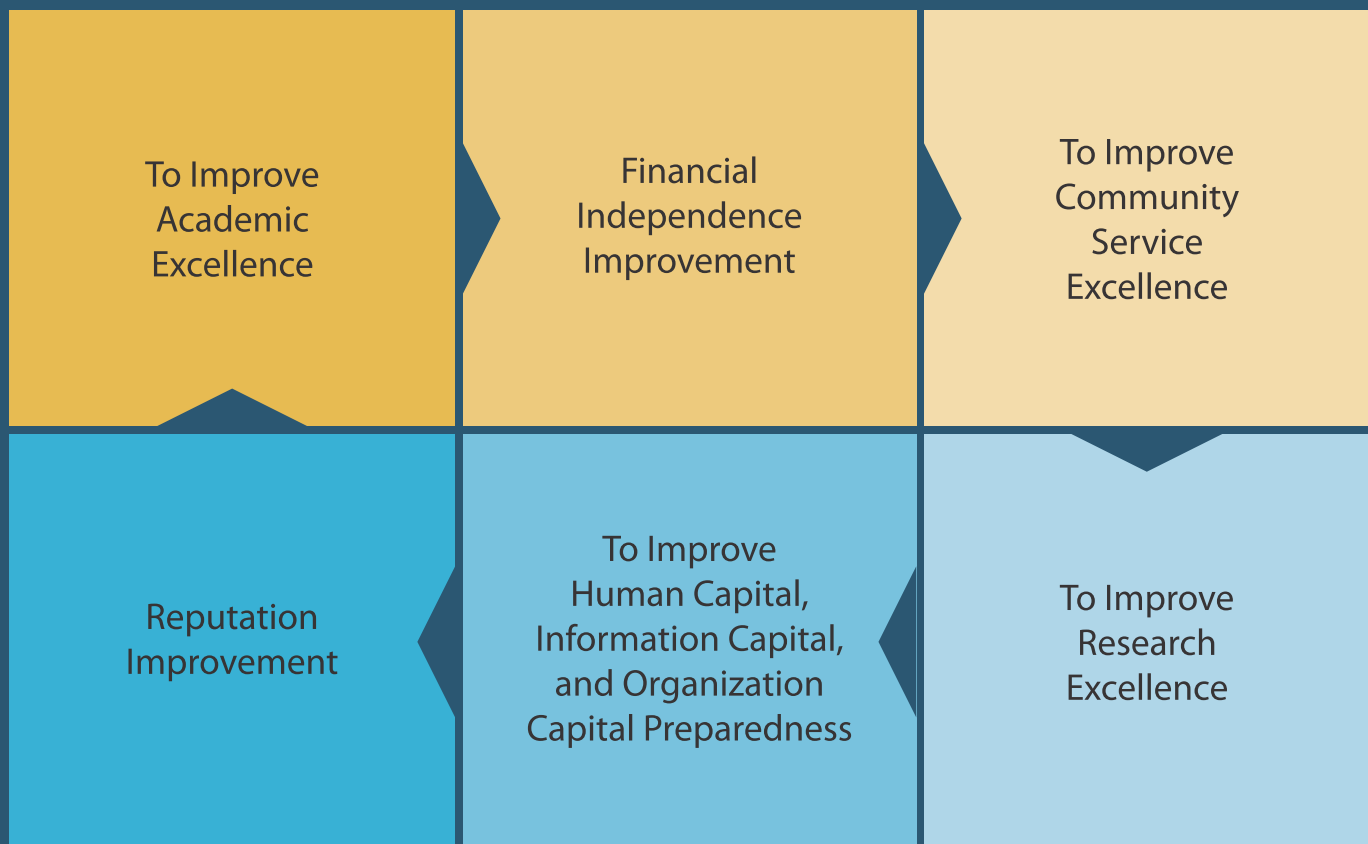 To Improve
Academic
Excellence
Financial
Independence
Improvement
To Improve
Community
Service
Excellence
Reputation
Improvement
To Improve
Human Capital,
Information Capital,
and Organization
Capital Preparedness
To Improve
Research
Excellence